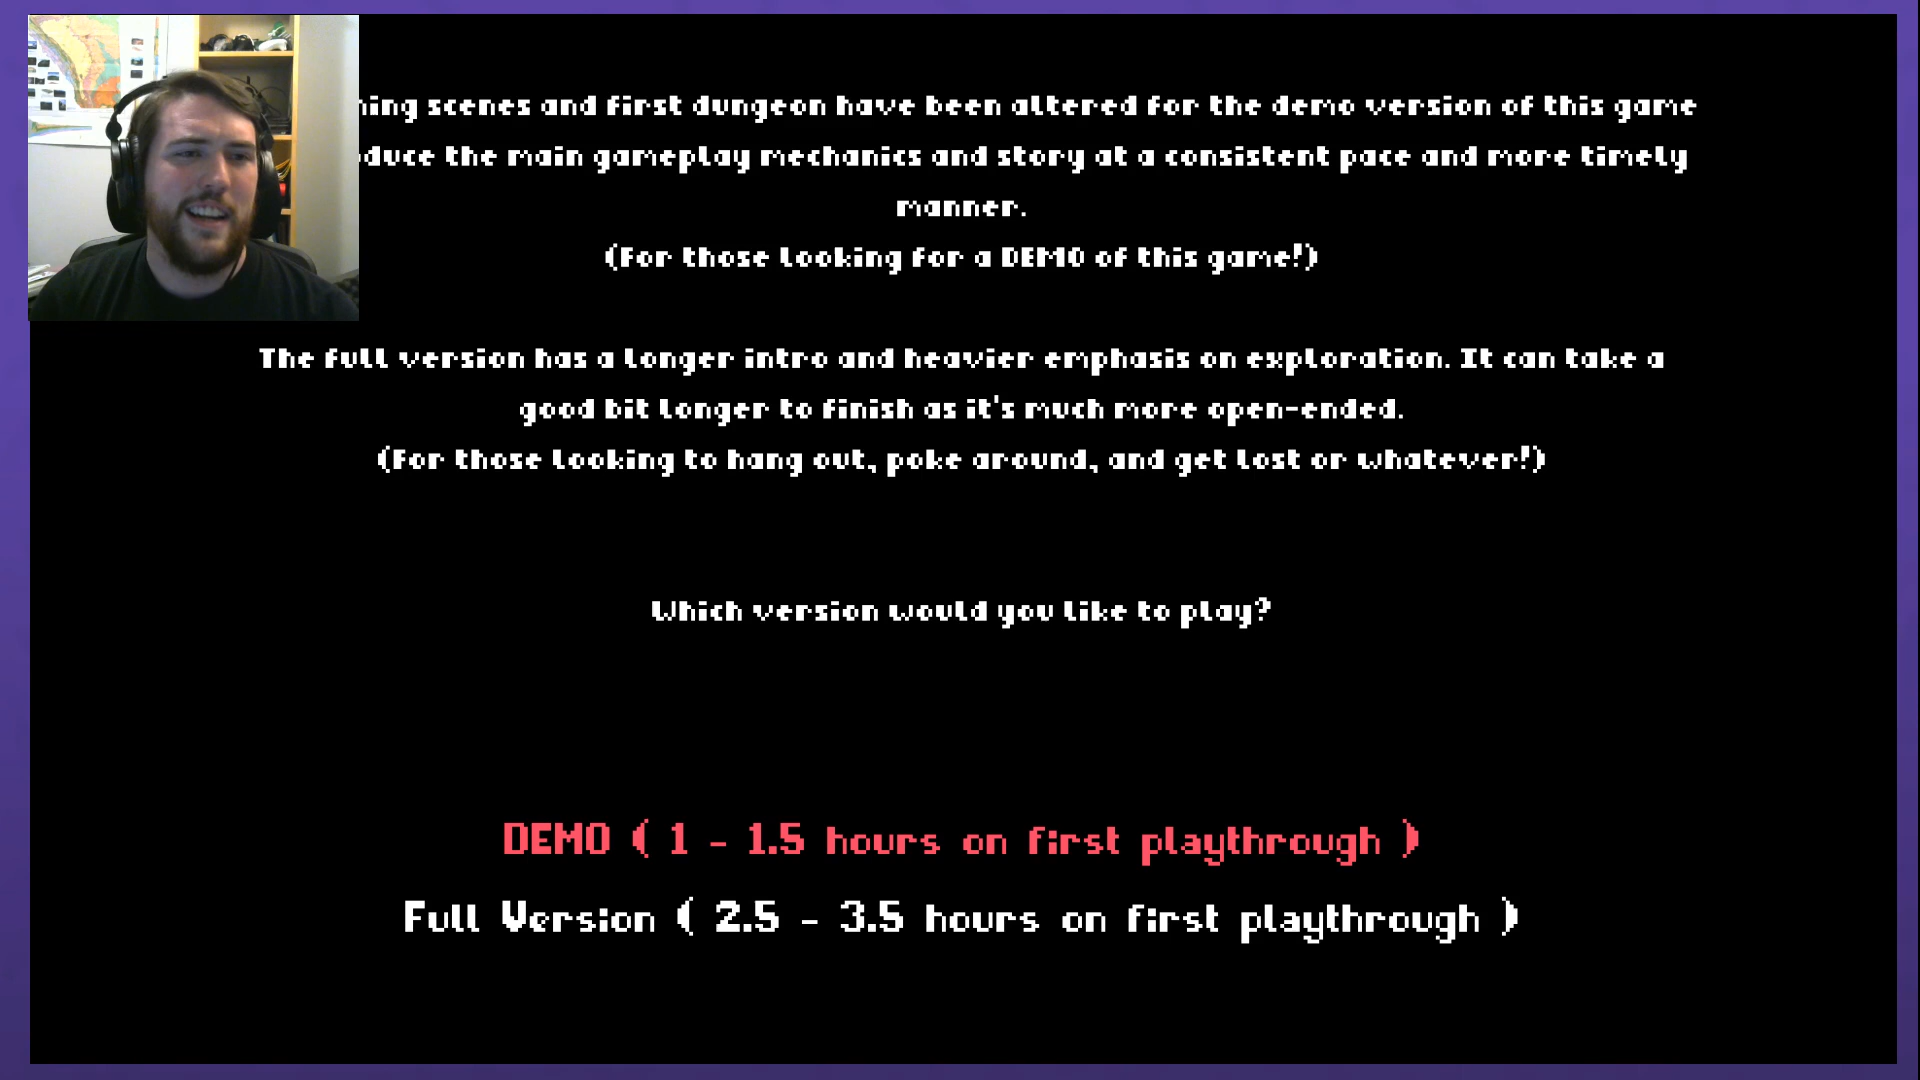 scenes and first dungeon have been altered for the demo version of this game
the main gameplay mechanics and story at a consistent pace and more timely
manner.
(For those looking for a DEMO of this game!)
The full version has a longer intro and heavier emphasis on exploration. It can take a
good bit longer to finish as it's much more open-ended.
(For those looking to hang out, poke around, and get lost or whatever!)
Which version would you like to play?
DEMO ( 1 - 1.5 hours on first playthrough )
Full Version ( 2.5 - 3.5 hours on first playthrough )